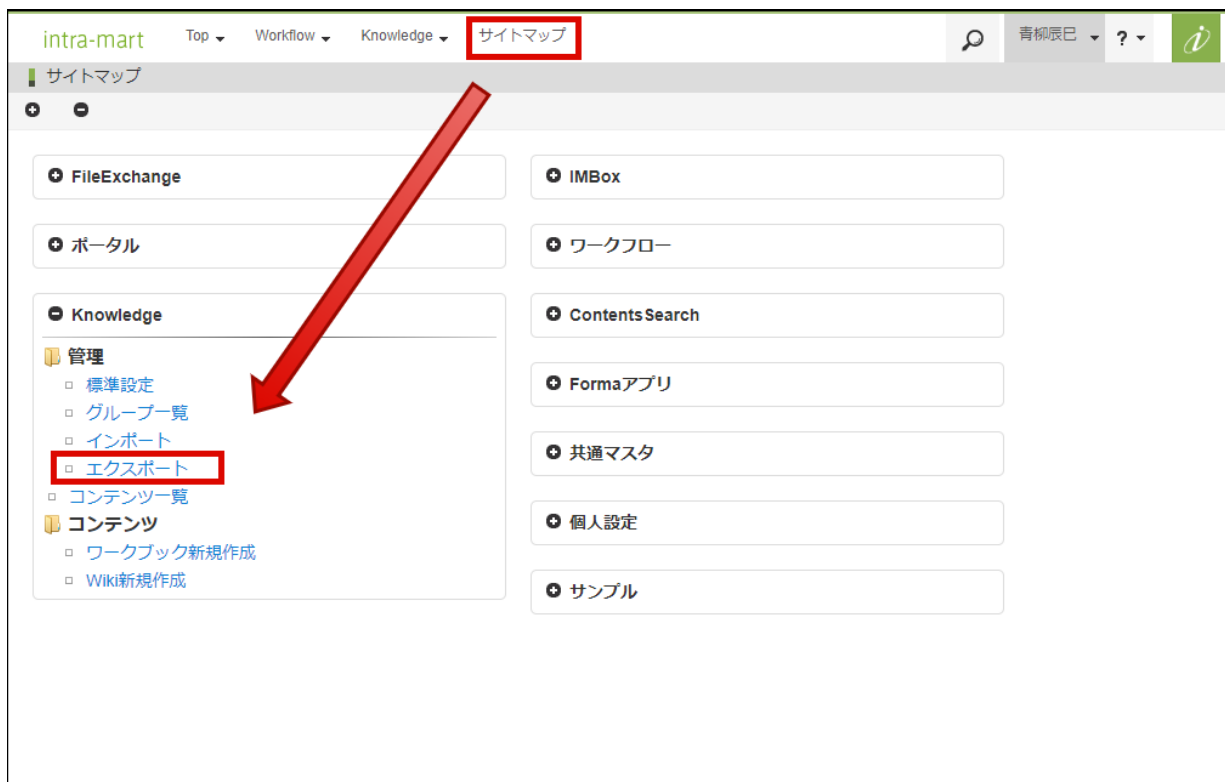 intra-mart Top Workflow Knowledge サイトマップ 青柳辰巳 ?
サイトマップ
FileExchange
IMBox
ポータル
ワークフロー
Knowledge
管理
標準設定
グループ一覧
インポート
エクスポート
コンテンツ一覧
コンテンツ
ワークブック新規作成
Wiki新規作成
ContentsSearch
Formaアプリ
共通マスタ
個人設定
サンプル